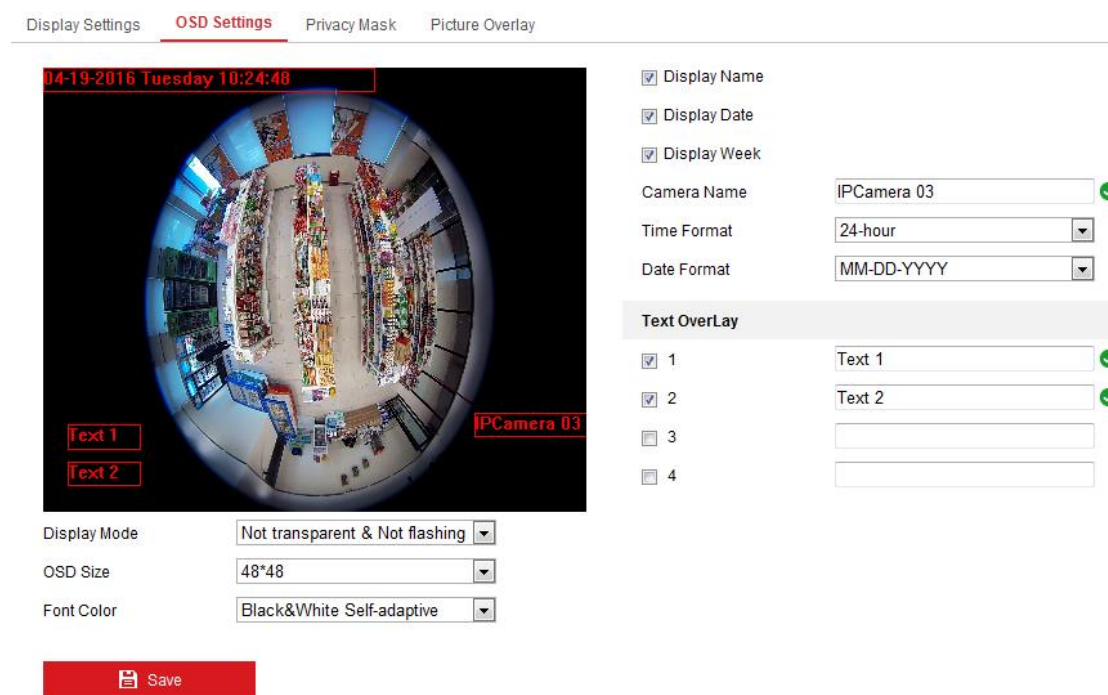 Display Settings OSD Settings Privacy Mask Picture Overlay
04-19-2016 Tuesday 10:24:48
Text 1
Text 2
IPCamera 03
Display Mode Not transparent & Not flashing
OSD Size 48*48
Font Color Black&White Self-adaptive
Save
Display Name
Display Date
Display Week
Camera Name IPCamera 03
Time Format 24-hour
Date Format MM-DD-YYYY
Text OverLay
1 Text 1
2 Text 2
3
4